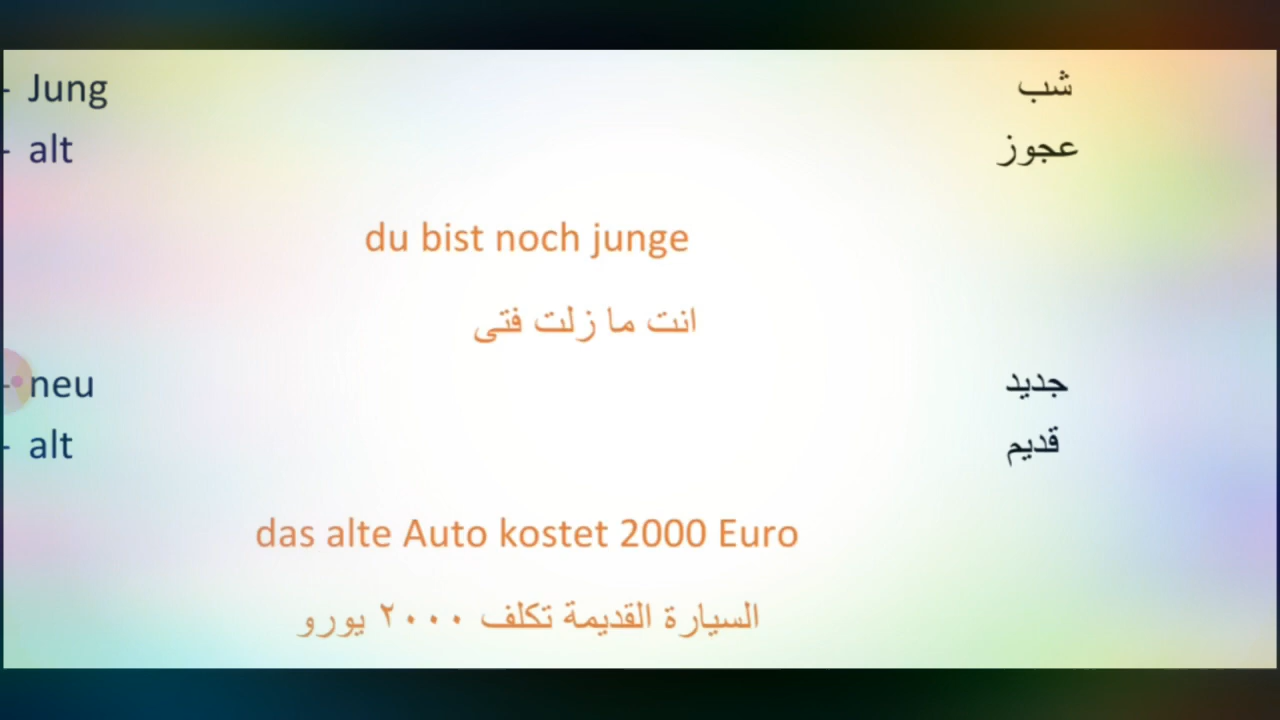 - Jung شب
- alt عجوز
du bist noch junge
انت ما زلت فتى
- neu جديد
- alt قديم
das alte Auto kostet 2000 Euro
السيارة القديمة تكلف ٢٠٠٠ يورو